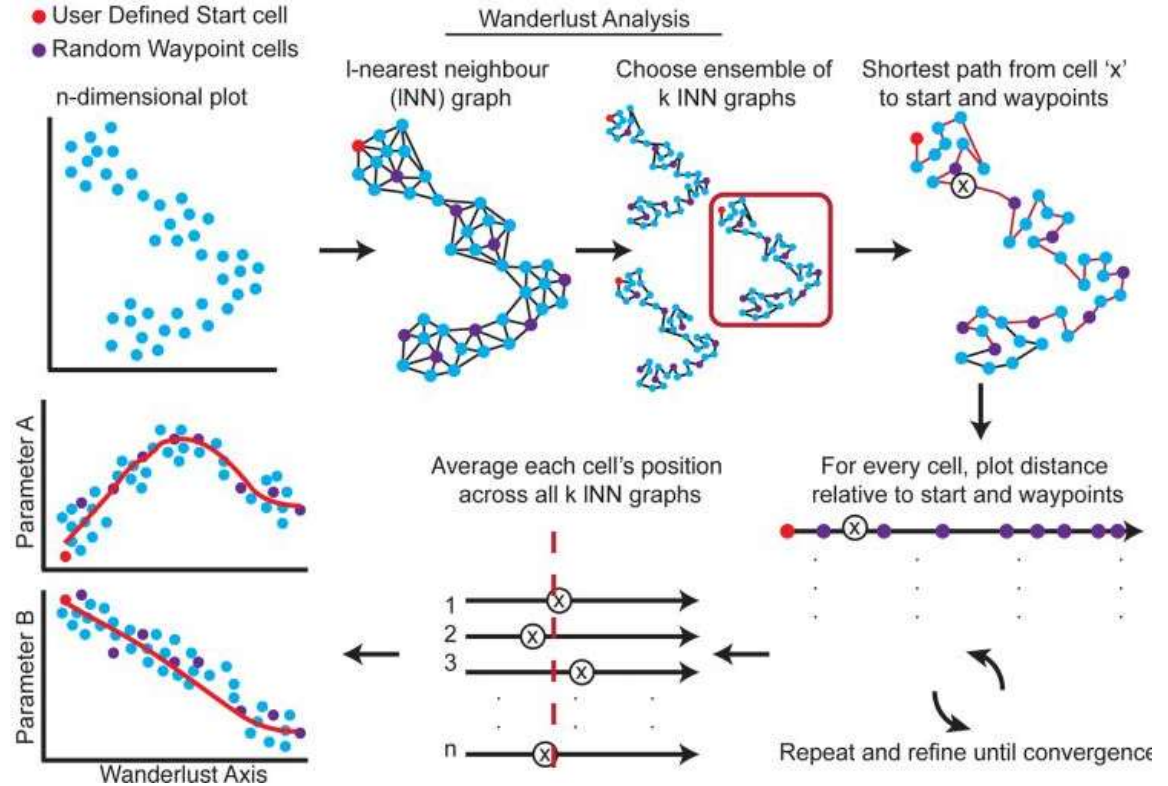 User Defined Start cell
Random Waypoint cells
Wanderlust Analysis
n-dimensional plot
l-nearest neighbour
(lNN) graph
Choose ensemble of
k lNN graphs
Shortest path from cell 'x'
to start and waypoints
x
Parameter A
Average each cell's position
across all k lNN graphs
For every cell, plot distance
relative to start and waypoints
x
1
x
2
x
3
x
n
x
Repeat and refine until convergence
Parameter B
Wanderlust Axis